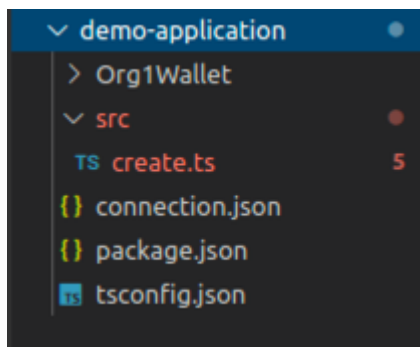 demo-application
Org1Wallet
src
TS create.ts 5
{} connection.json
{} package.json
TS tsconfig.json